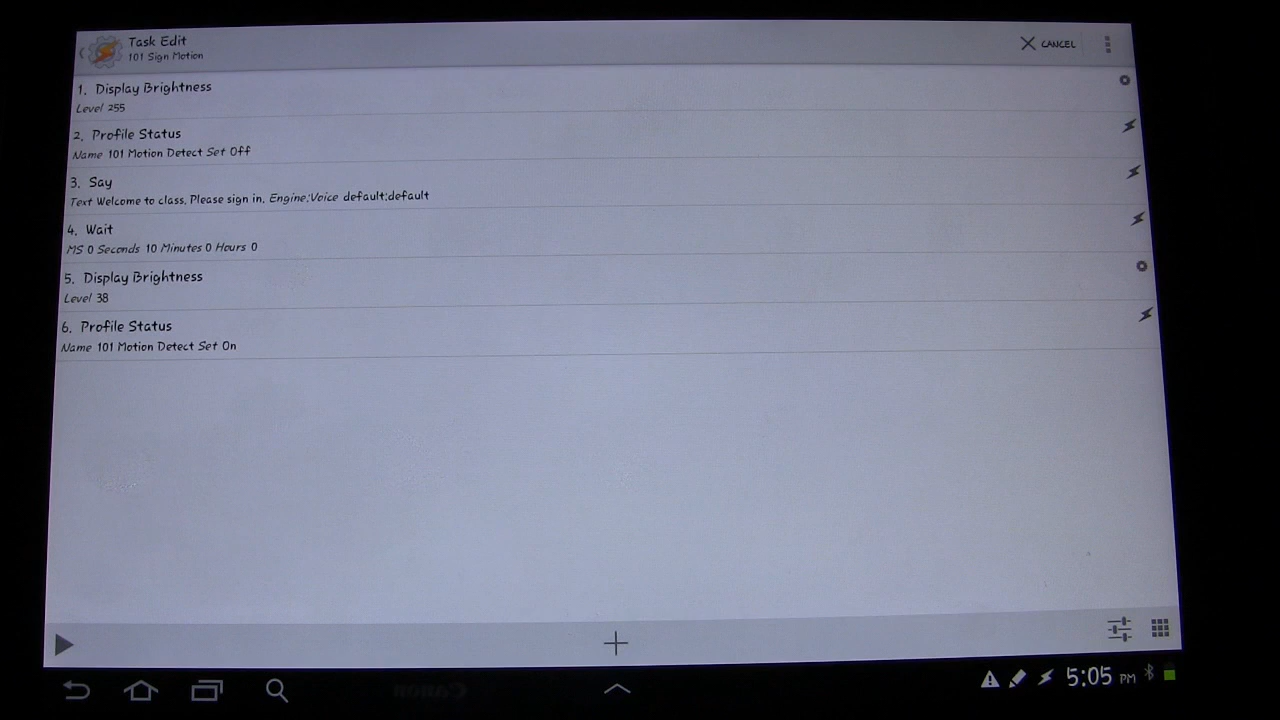 Task Edit
101 Sign Motion
CANCEL
1. Display Brightness
Level 255
2. Profile Status
Name 101 Motion Detect Set Off
3. Say
Text Welcome to class. Please sign in. Engine:Voice default:default
4. Wait
MS 0 Seconds 10 Minutes 0 Hours 0
5. Display Brightness
Level 38
6. Profile Status
Name 101 Motion Detect Set On
5:05 PM
Canon